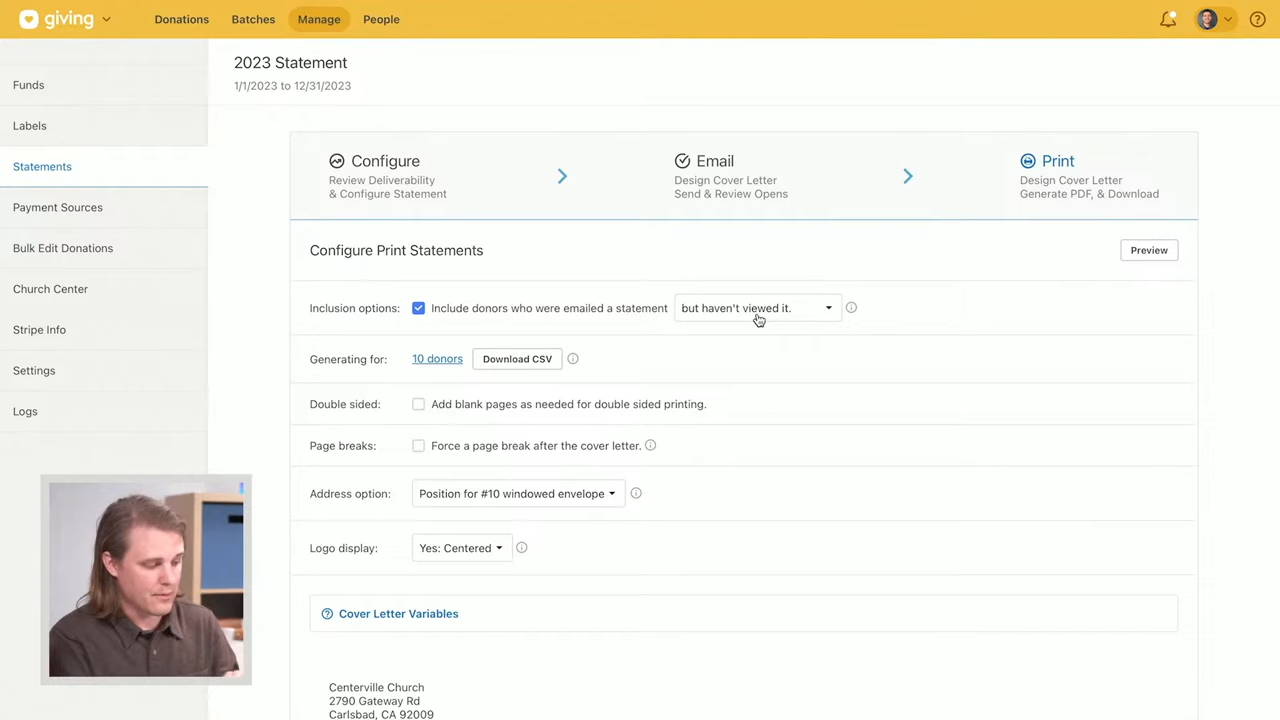 giving
Donations
Batches
Manage
People
Funds
Labels
Statements
Payment Sources
Bulk Edit Donations
Church Center
Stripe Info
Settings
Logs
2023 Statement
1/1/2023 to 12/31/2023
Configure
Review Deliverability
& Configure Statement
Email
Design Cover Letter
Send & Review Opens
Print
Design Cover Letter
Generate PDF, & Download
Configure Print Statements
Preview
Inclusion options:
Include donors who were emailed a statement
but haven't viewed it.
Generating for:
10 donors
Download CSV
Double sided:
Add blank pages as needed for double sided printing.
Page breaks:
Force a page break after the cover letter.
Address option:
Position for #10 windowed envelope
Logo display:
Yes: Centered
Cover Letter Variables
Centerville Church
2790 Gateway Rd
Carlsbad, CA 92009